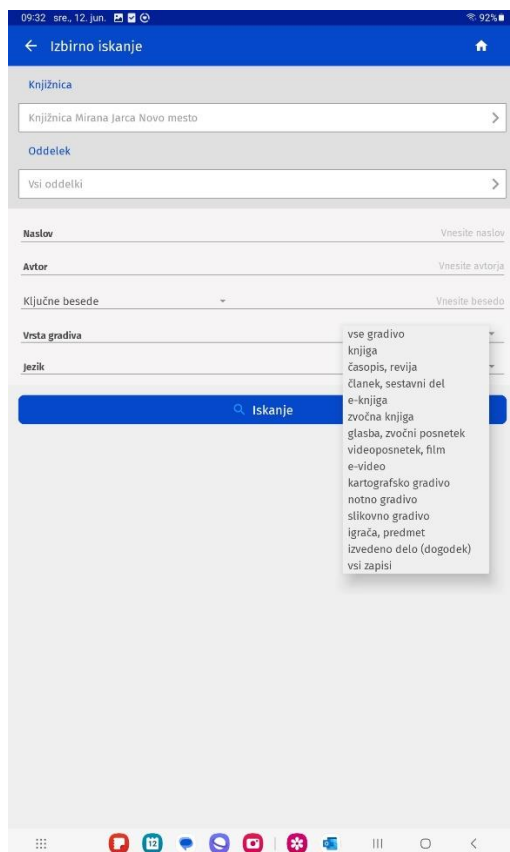 09:32 sre., 12. jun. 92%
Izbirno iskanje
Knjižnica
Knjižnica Mirana Jarca Novo mesto
Oddelek
Vsi oddelki
Naslov Vnesite naslov
Avtor Vnesite avtorja
Ključne besede Vnesite besedo
Vrsta gradiva
Jezik
Iskanje
vse gradivo
knjiga
časopis, revija
članek, sestavni del
e-knjiga
zvočna knjiga
glasba, zvočni posnetek
videoposnetek, film
e-video
kartografsko gradivo
notno gradivo
slikovno gradivo
igrača, predmet
izvedeno delo (dogodek)
vsi zapisi
12